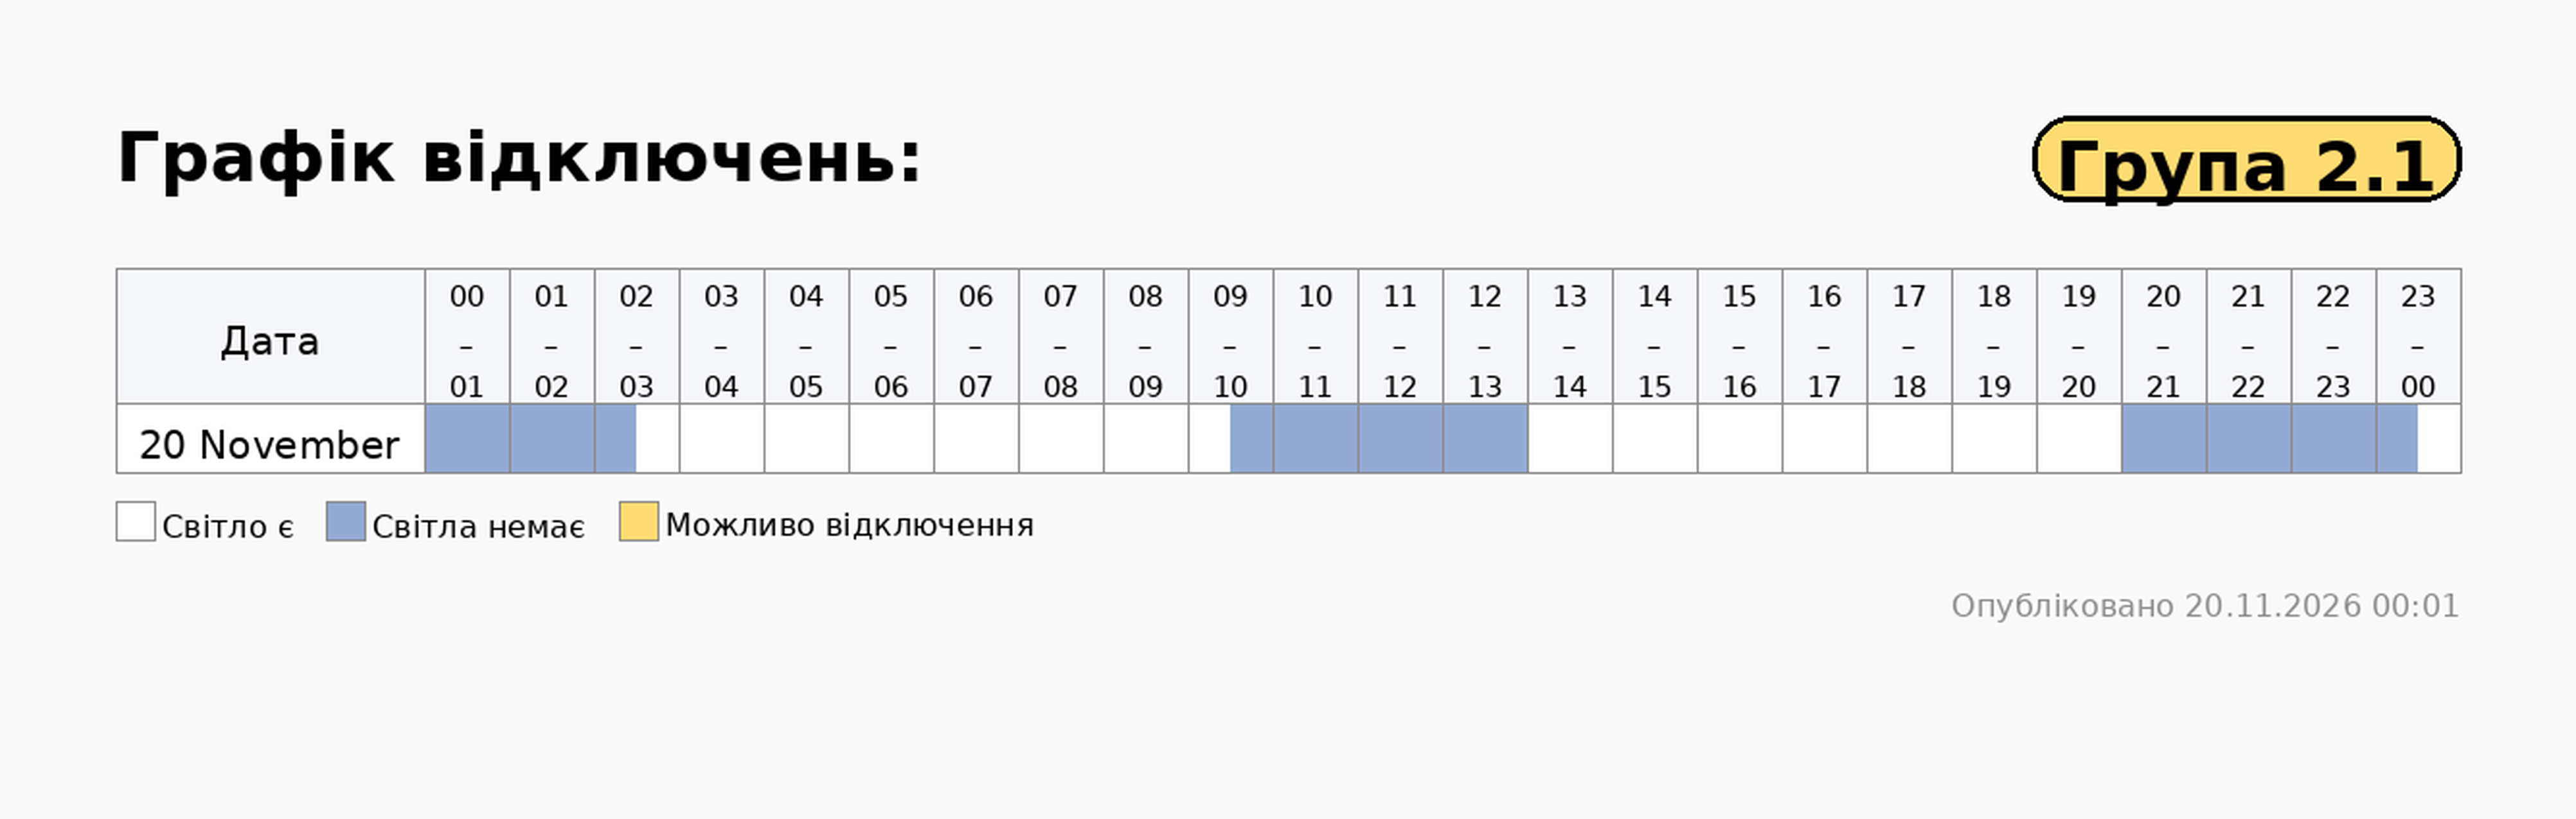 Графік відключень:
Група 2.1
Дата
00 – 01
01 – 02
02 – 03
03 – 04
04 – 05
05 – 06
06 – 07
07 – 08
08 – 09
09 – 10
10 – 11
11 – 12
12 – 13
13 – 14
14 – 15
15 – 16
16 – 17
17 – 18
18 – 19
19 – 20
20 – 21
21 – 22
22 – 23
23 – 00
20 November
Світло є
Світла немає
Можливо відключення
Опубліковано 20.11.2026 00:01